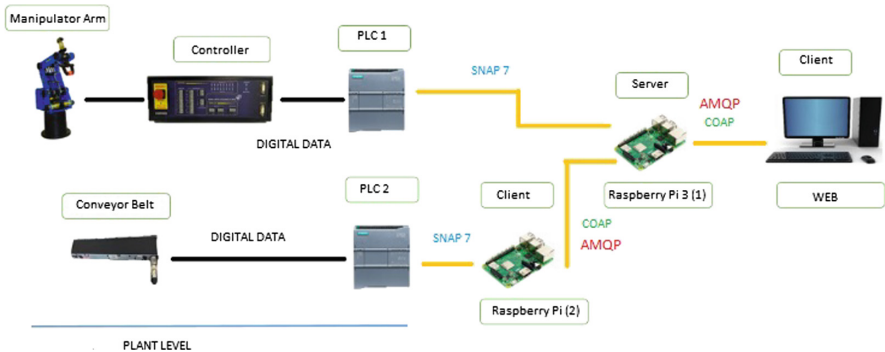 Manipulator Arm
Controller
PLC 1
SNAP 7
Server
Client
AMQP
COAP
DIGITAL DATA
Raspberry Pi 3 (1)
WEB
Conveyor Belt
DIGITAL DATA
PLC 2
SNAP 7
Client
COAP
AMQP
Raspberry Pi (2)
PLANT LEVEL